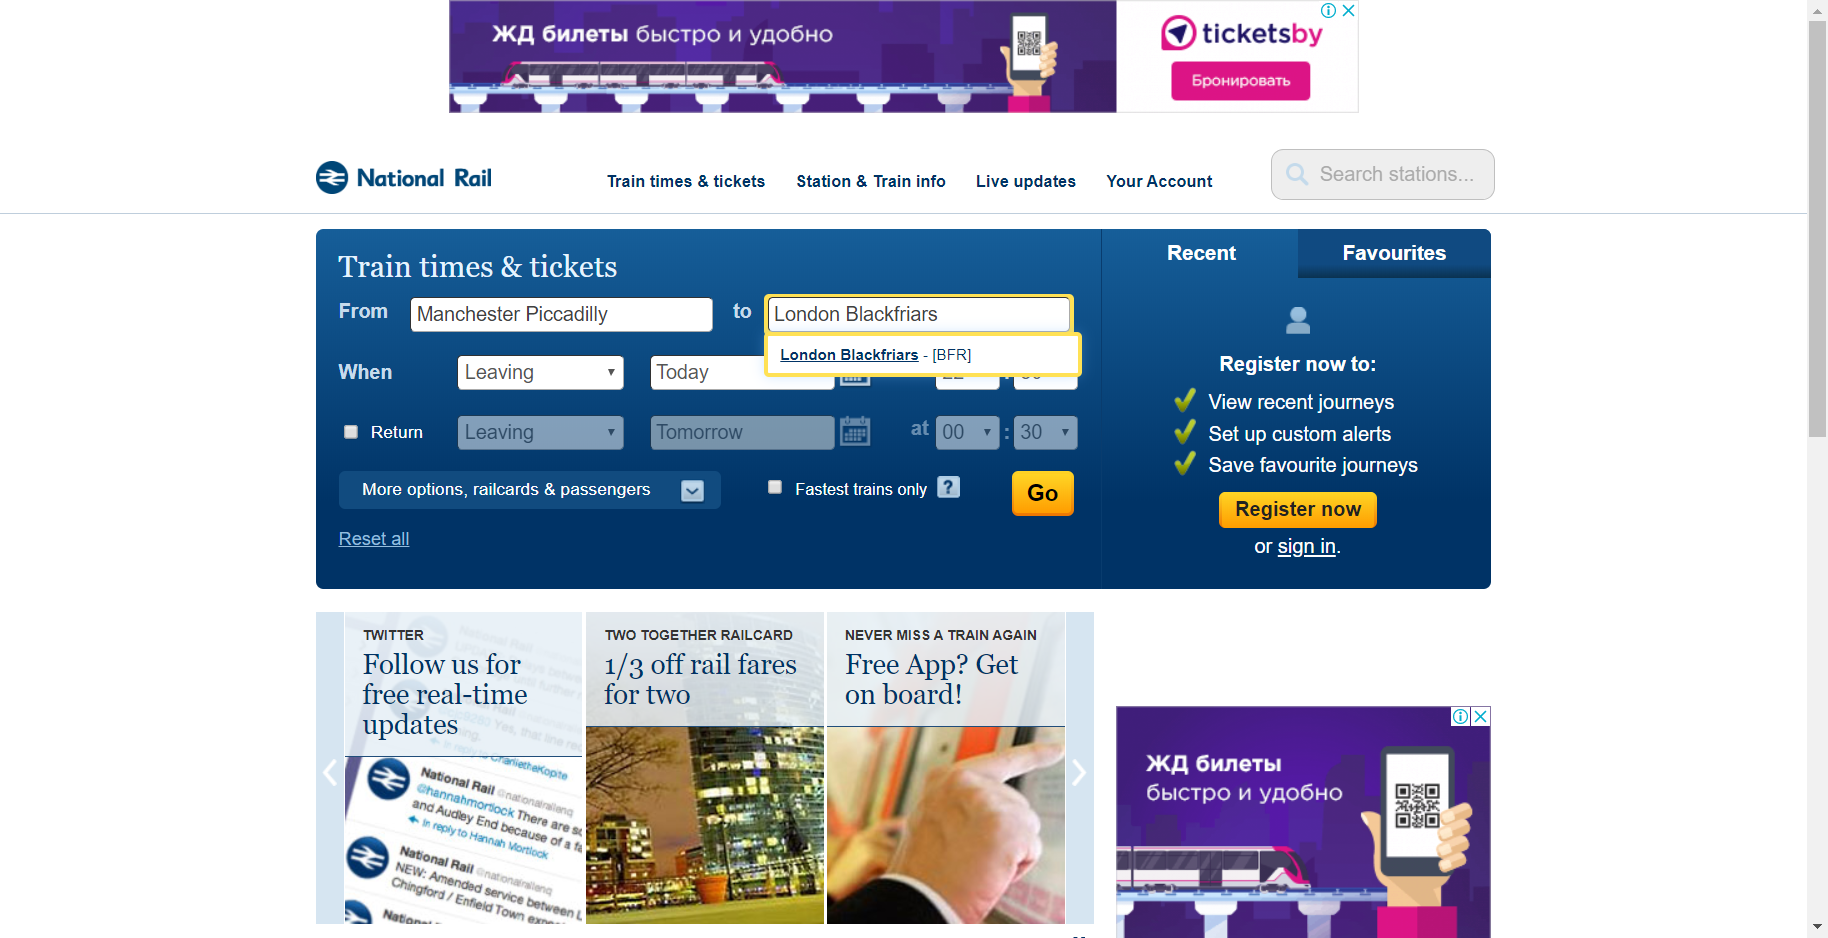 ЖД билеты быстро и удобно
ticketsby
Бронировать
National Rail
Train times & tickets
Station & Train info
Live updates
Your Account
Search stations...
Train times & tickets
From
Manchester Piccadilly
to
London Blackfriars
London Blackfriars - [BFR]
When
Leaving
Today
Return
Leaving
Tomorrow
at
00
:
30
More options, railcards & passengers
Fastest trains only
?
Go
Reset all
Recent
Favourites
Register now to:
View recent journeys
Set up custom alerts
Save favourite journeys
Register now
or sign in.
TWITTER
Follow us for
free real-time
updates
In reply to CharlietheKopite
National Rail @nationalrailenq
@hannahmortlock There are
and Audley End because of a
In reply to Hannah Mortlock
National Rail @nationalrailenq
NEW: Amended service between
Chingford / Enfield Town
TWO TOGETHER RAILCARD
1/3 off rail fares
for two
NEVER MISS A TRAIN AGAIN
Free App? Get
on board!
ЖД билеты
быстро и удобно